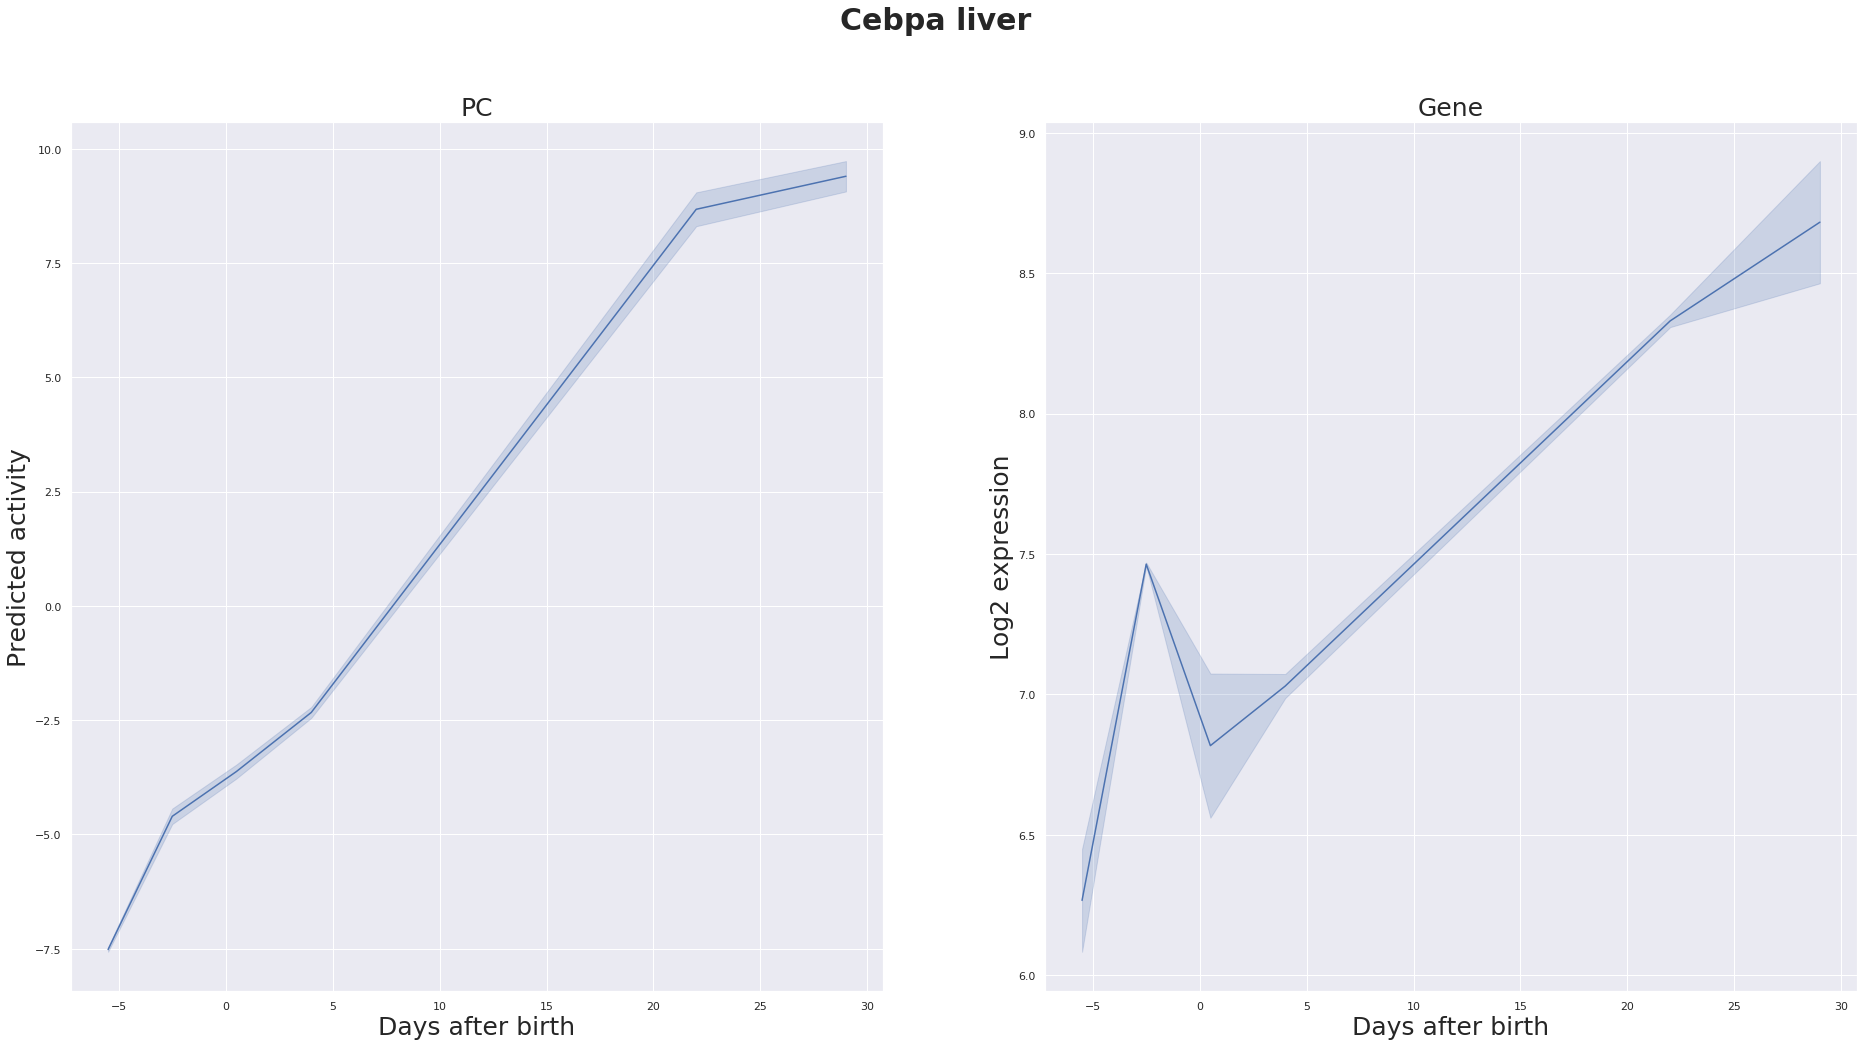 Cebpa liver
PC
Predicted activity
10.0
7.5
5.0
2.5
0.0
−2.5
−5.0
−7.5
−5 0 5 10 15 20 25 30
Days after birth
Gene
Log2 expression
9.0
8.5
8.0
7.5
7.0
6.5
6.0
−5 0 5 10 15 20 25 30
Days after birth